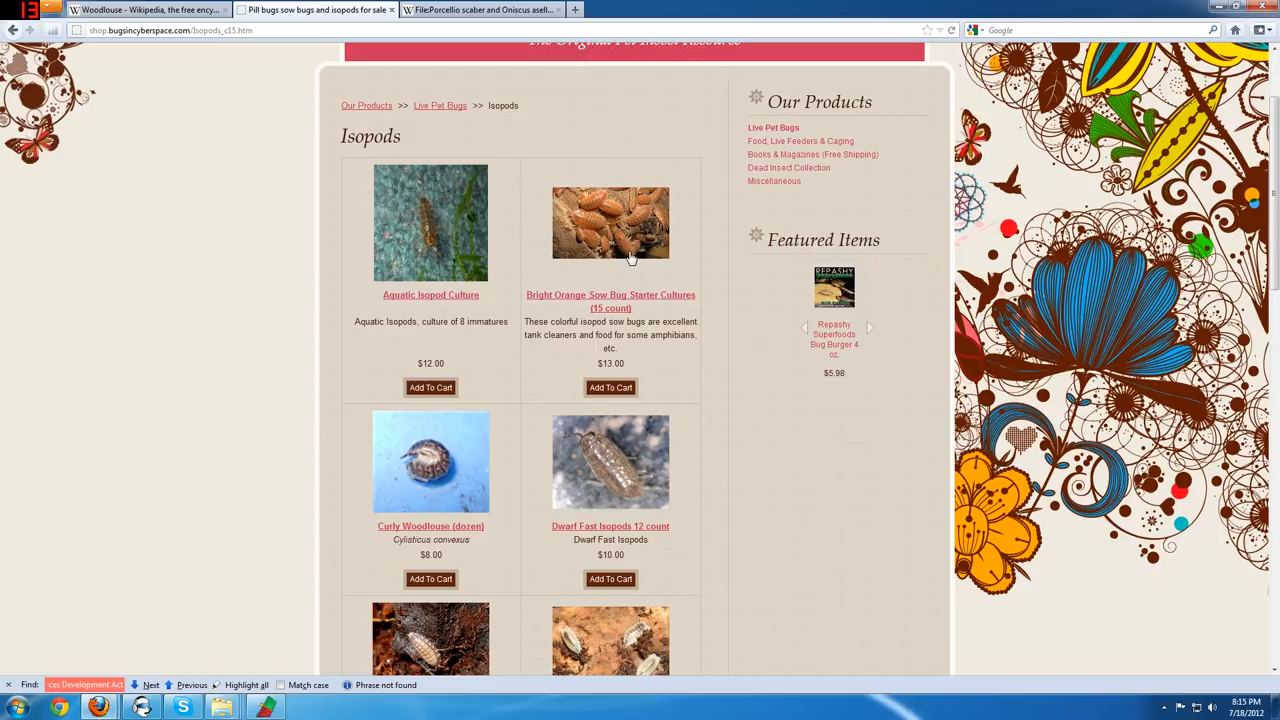 13
Woodlouse - Wikipedia, the free ency...
Pill bugs sow bugs and isopods for sale
File:Porcellio scaber and Oniscus asell...
shop.bugsincyberspace.com/Isopods_c15.htm
Google
The Original Pet Insect Resource
Our Products >> Live Pet Bugs >> Isopods
Isopods
Aquatic Isopod Culture
Aquatic Isopods, culture of 8 immatures
$12.00
Add To Cart
Bright Orange Sow Bug Starter Cultures
(15 count)
These colorful isopod sow bugs are excellent
tank cleaners and food for some amphibians,
etc.
$13.00
Add To Cart
Curly Woodlouse (dozen)
Cylisticus convexus
$8.00
Add To Cart
Dwarf Fast Isopods 12 count
Dwarf Fast Isopods
$10.00
Add To Cart
Our Products
Live Pet Bugs
Food, Live Feeders & Caging
Books & Magazines (Free Shipping)
Dead Insect Collection
Miscellaneous
Featured Items
REPASHY
Repashy
Superfoods
Bug Burger 4
oz.
$5.98
Find: ces Development Act Next Previous Highlight all Match case Phrase not found
8:15 PM
7/18/2012